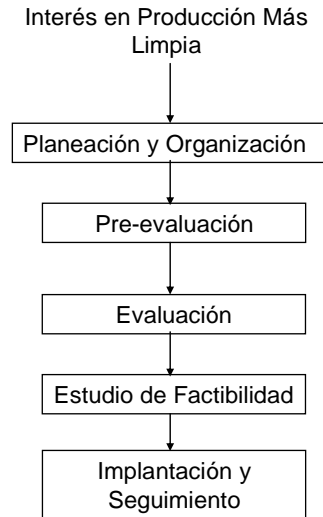 Interés en Producción Más
Limpia
Planeación y Organización
Pre-evaluación
Evaluación
Estudio de Factibilidad
Implantación y
Seguimiento